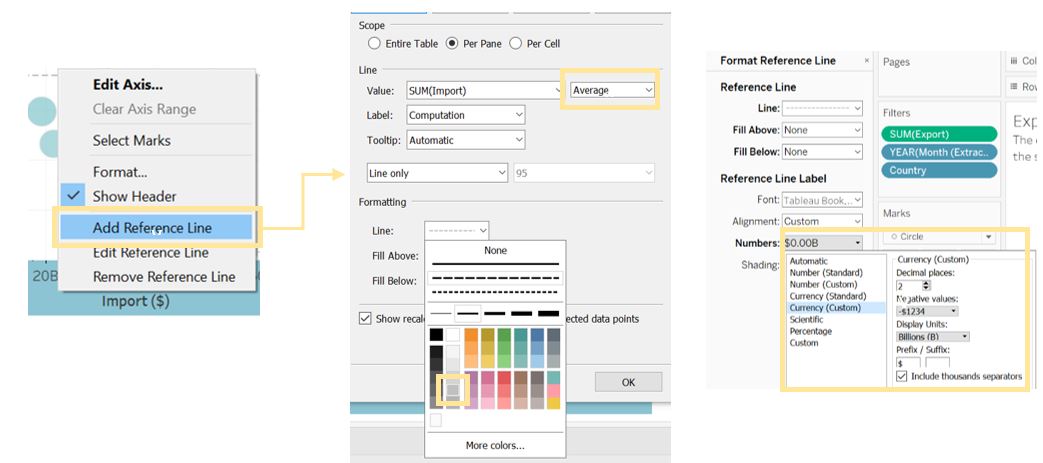 Edit Axis...
Clear Axis Range
Select Marks
Format...
Show Header
Add Reference Line
Edit Reference Line
Remove Reference Line
20B
Import ($)
Scope
Entire Table Per Pane Per Cell
Line
Value: SUM(Import) Average
Label: Computation
Tooltip: Automatic
Line only 95
Formatting
Line:
Fill Above:
Fill Below:
None
Show recal
cted data points
OK
More colors...
Format Reference Line ×
Reference Line
Line:
Fill Above: None
Fill Below: None
Reference Line Label
Font: Tableau Book,...
Alignment: Custom
Numbers: $0.00B
Shading:
Automatic
Number (Standard)
Number (Custom)
Currency (Standard)
Currency (Custom)
Scientific
Percentage
Custom
Currency (Custom)
Decimal places:
2
Negative values:
-$1234
Display Units:
Billions (B)
Prefix / Suffix:
$
Include thousands separators
Pages
Filters
SUM(Export)
YEAR(Month (Extrac..
Country
Marks
Circle
Col
Row
Exp
The
the s